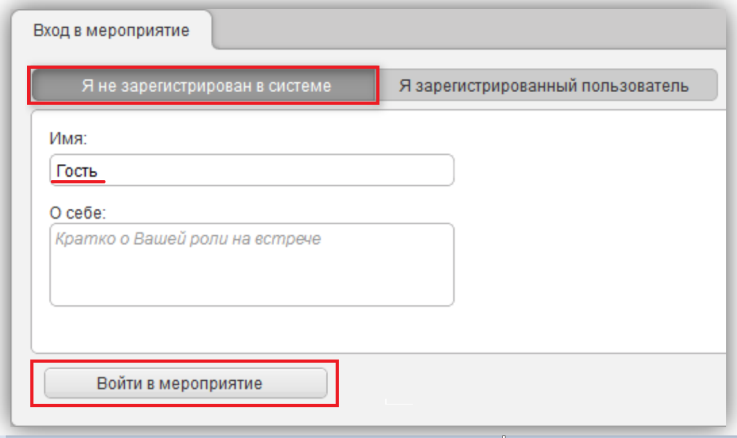 Вход в мероприятие
Я не зарегистрирован в системе Я зарегистрированный пользователь
Имя:
Гость
О себе:
Кратко о Вашей роли на встрече
Войти в мероприятие